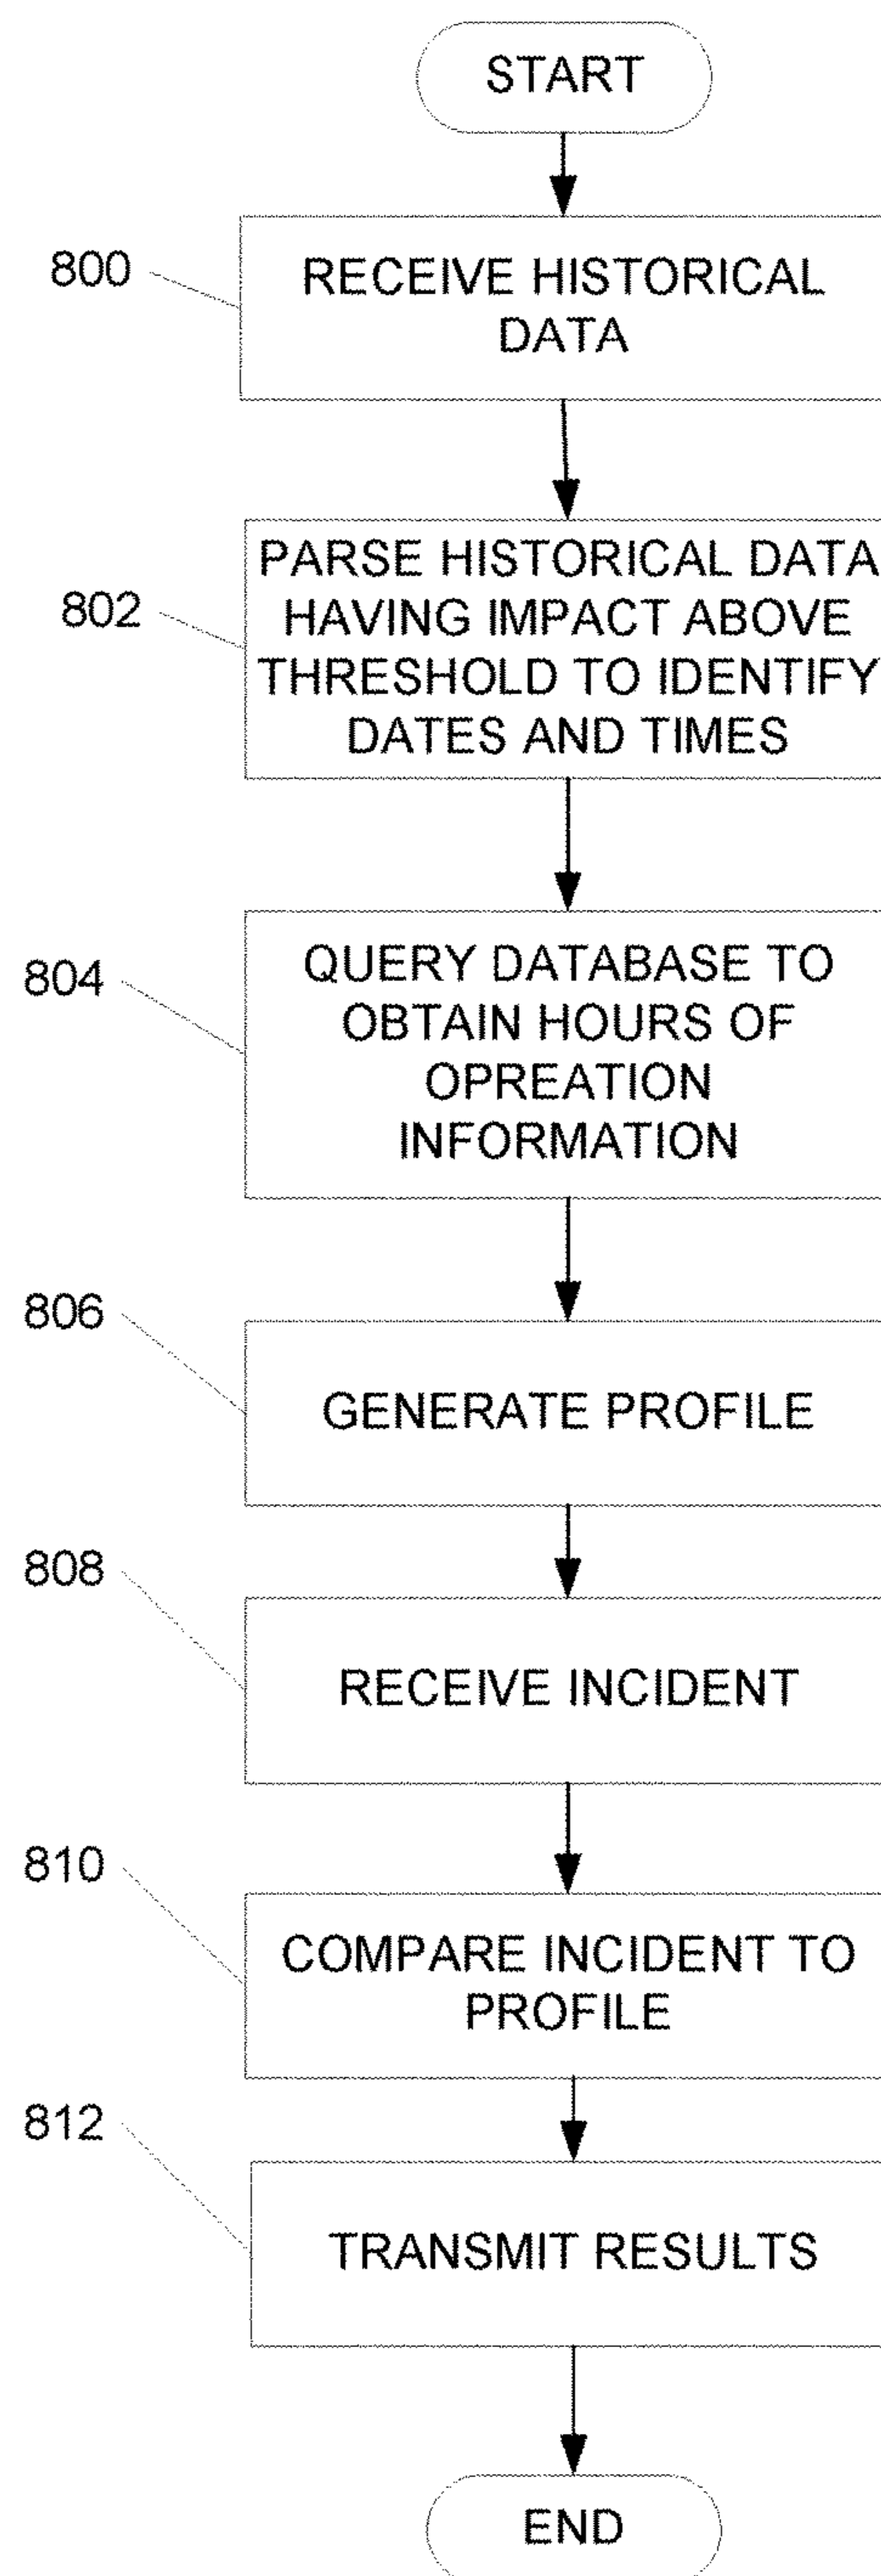 START
800
RECEIVE HISTORICAL
DATA
802
PARSE HISTORICAL DATA
HAVING IMPACT ABOVE
THRESHOLD TO IDENTIFY
DATES AND TIMES
804
QUERY DATABASE TO
OBTAIN HOURS OF
OPREATION
INFORMATION
806
GENERATE PROFILE
808
RECEIVE INCIDENT
810
COMPARE INCIDENT TO
PROFILE
812
TRANSMIT RESULTS
END